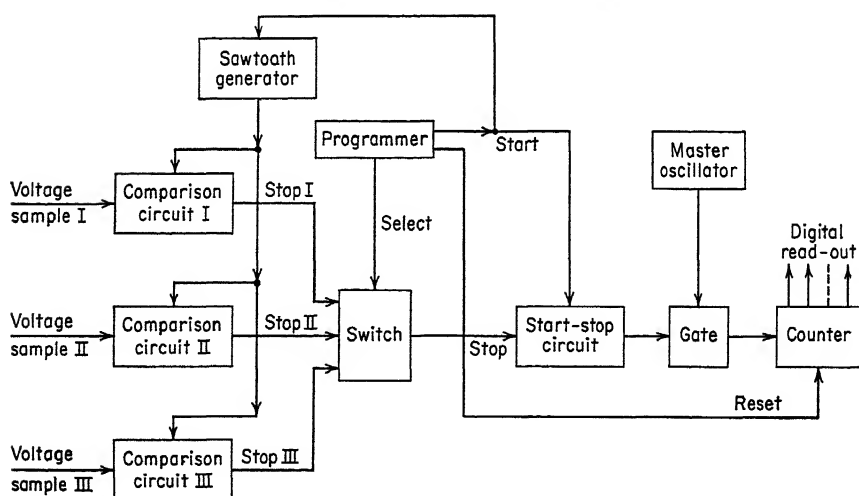 Sawtoath
generator
Programmer
Start
Master
oscillator
Voltage
sample I
Comparison
circuit I
Stop I
Select
Digital
read-out
Voltage
sample II
Comparison
circuit II
Stop II
Switch
Stop
Start-stop
circuit
Gate
Counter
Reset
Voltage
sample III
Comparison
circuit III
Stop III